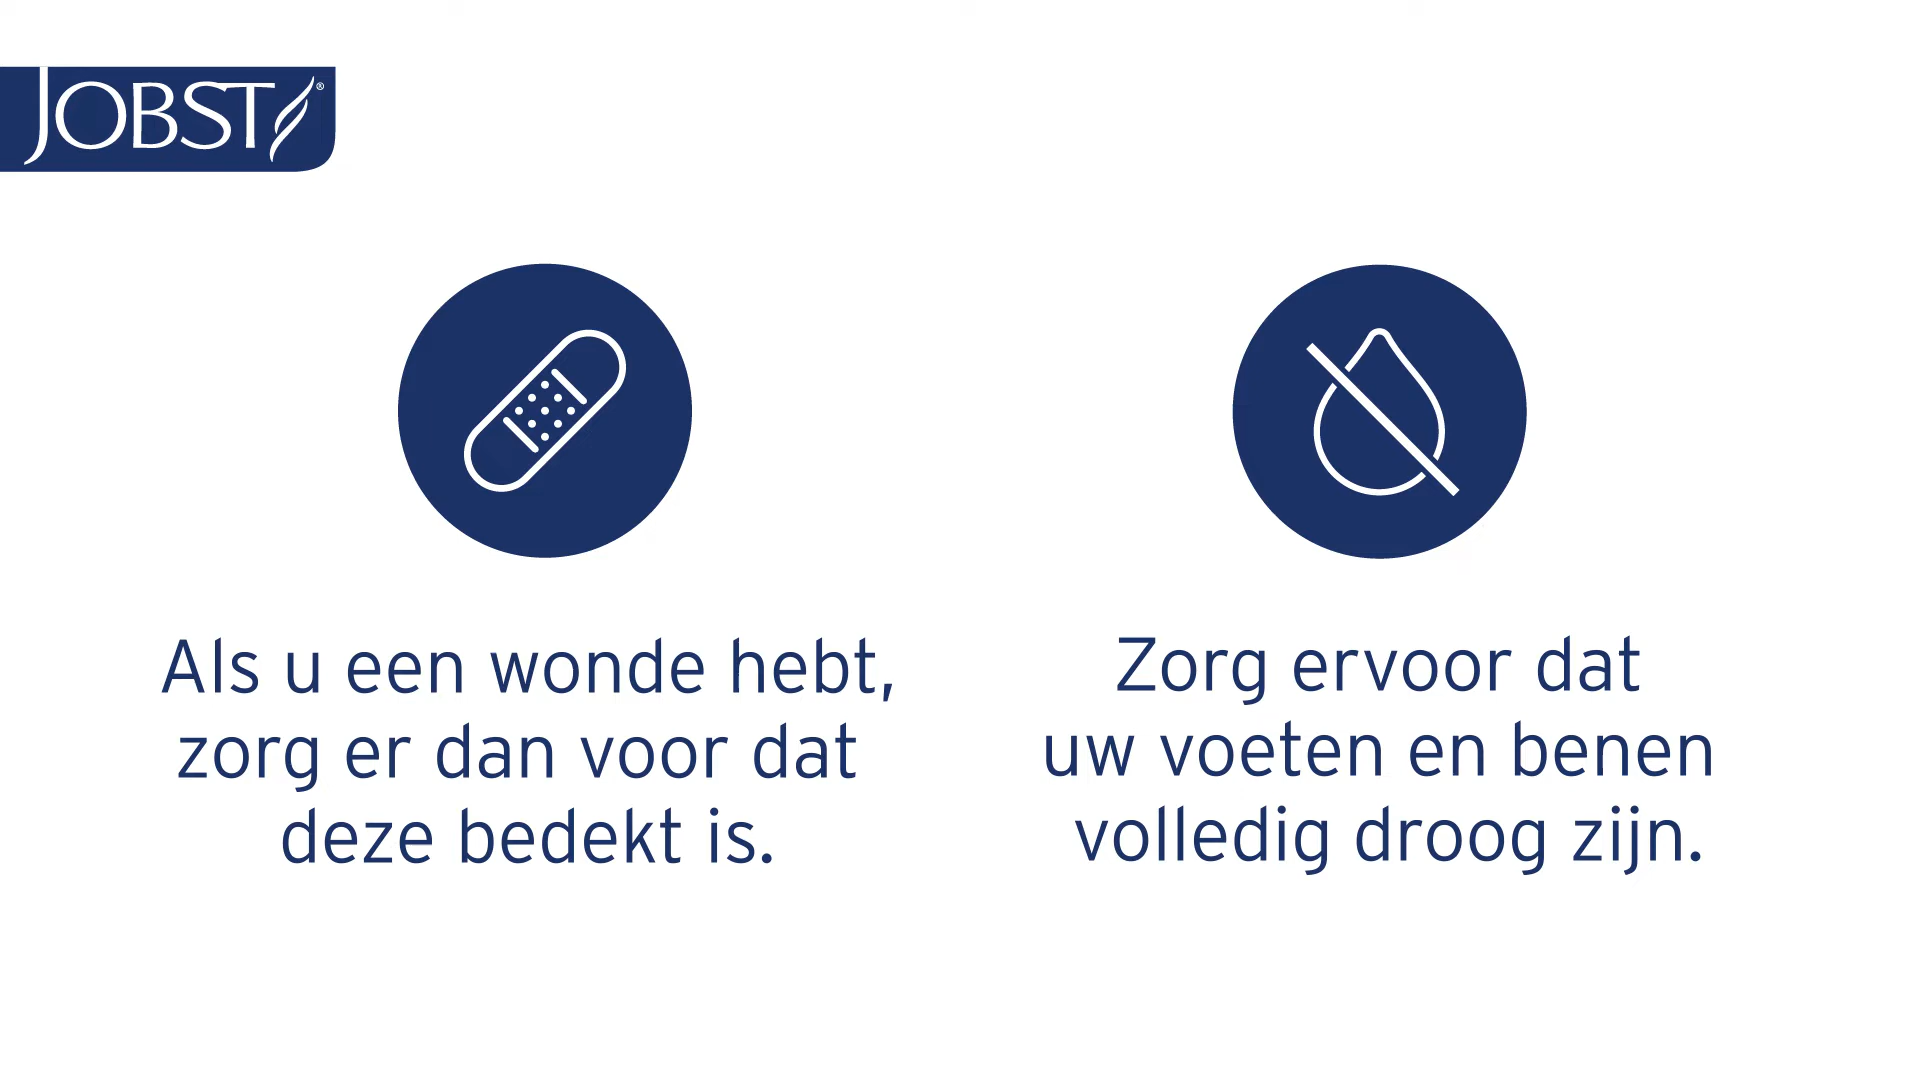 JOBST®
Als u een wonde hebt,
zorg er dan voor dat
deze bedekt is.
Zorg ervoor dat
uw voeten en benen
volledig droog zijn.